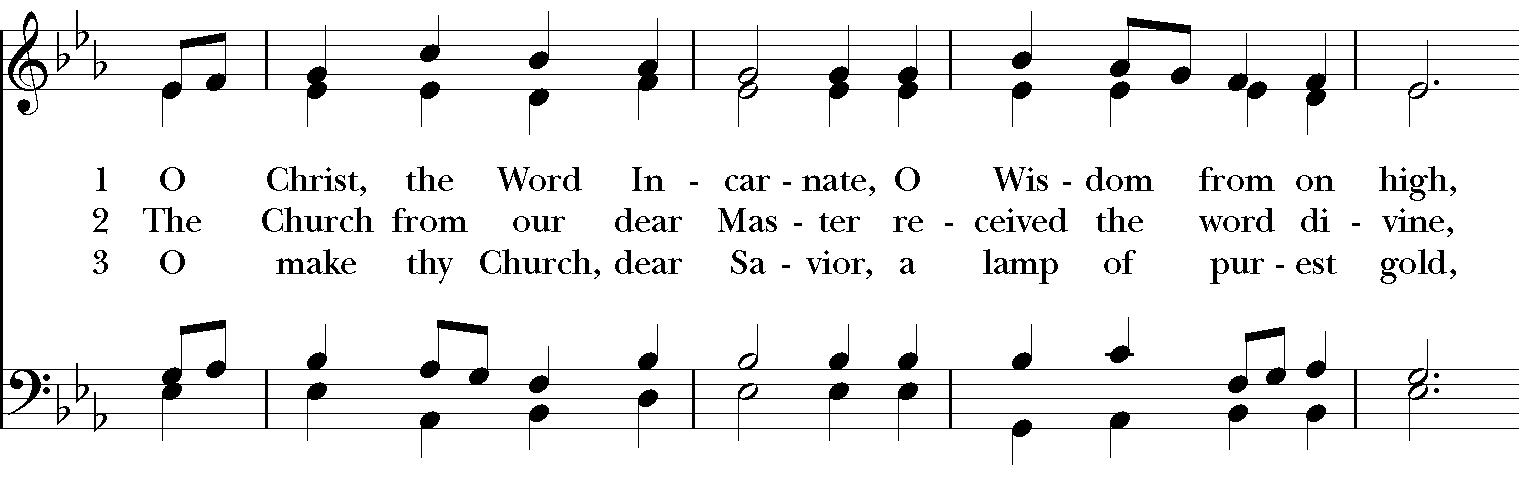 1 O Christ, the Word In - car - nate, O Wis - dom from on high,
2 The Church from our dear Mas - ter re - ceived the word di - vine,
3 O make thy Church, dear Sa - vior, a lamp of pur - est gold,